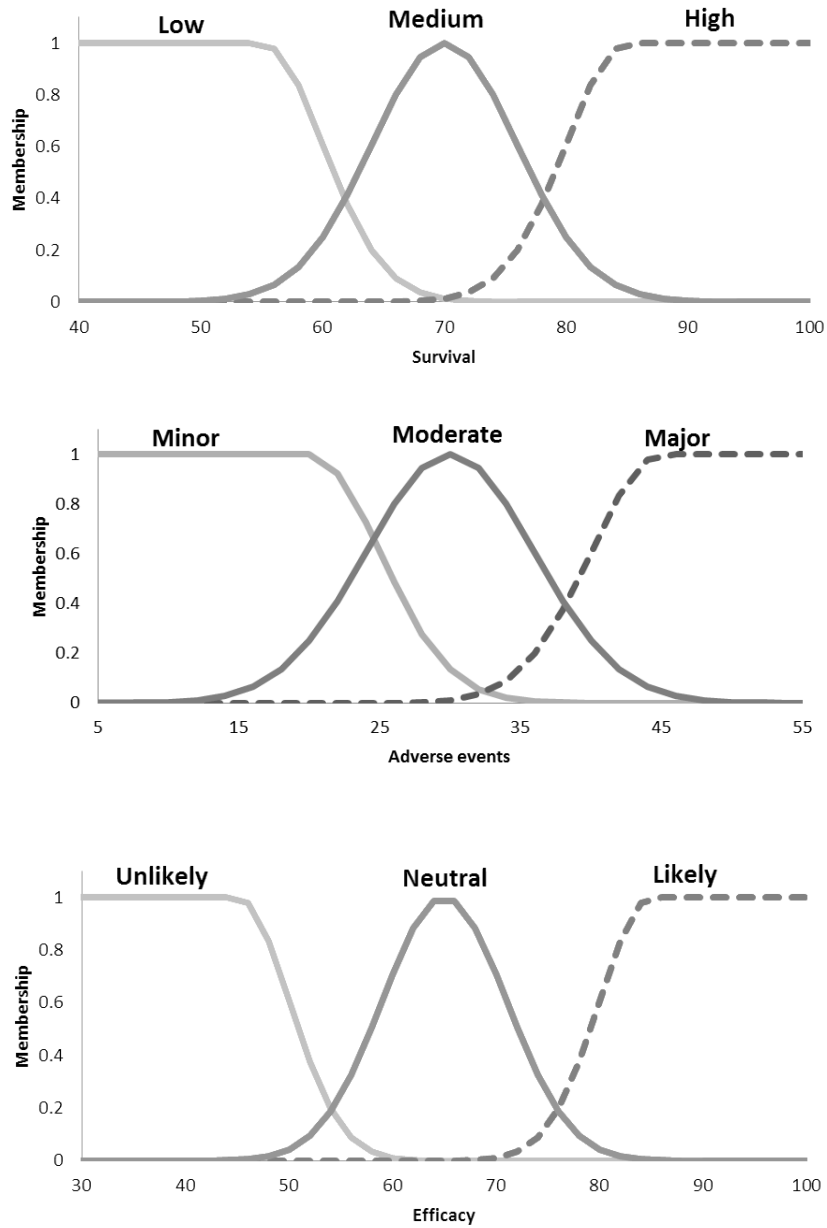 Low Medium High
1
0.8
0.6
0.4
0.2
0
Membership
40 50 60 70 80 90 100
Survival
Minor Moderate Major
1
0.8
0.6
0.4
0.2
0
Membership
5 15 25 35 45 55
Adverse events
Unlikely Neutral Likely
1
0.8
0.6
0.4
0.2
0
Membership
30 40 50 60 70 80 90 100
Efficacy